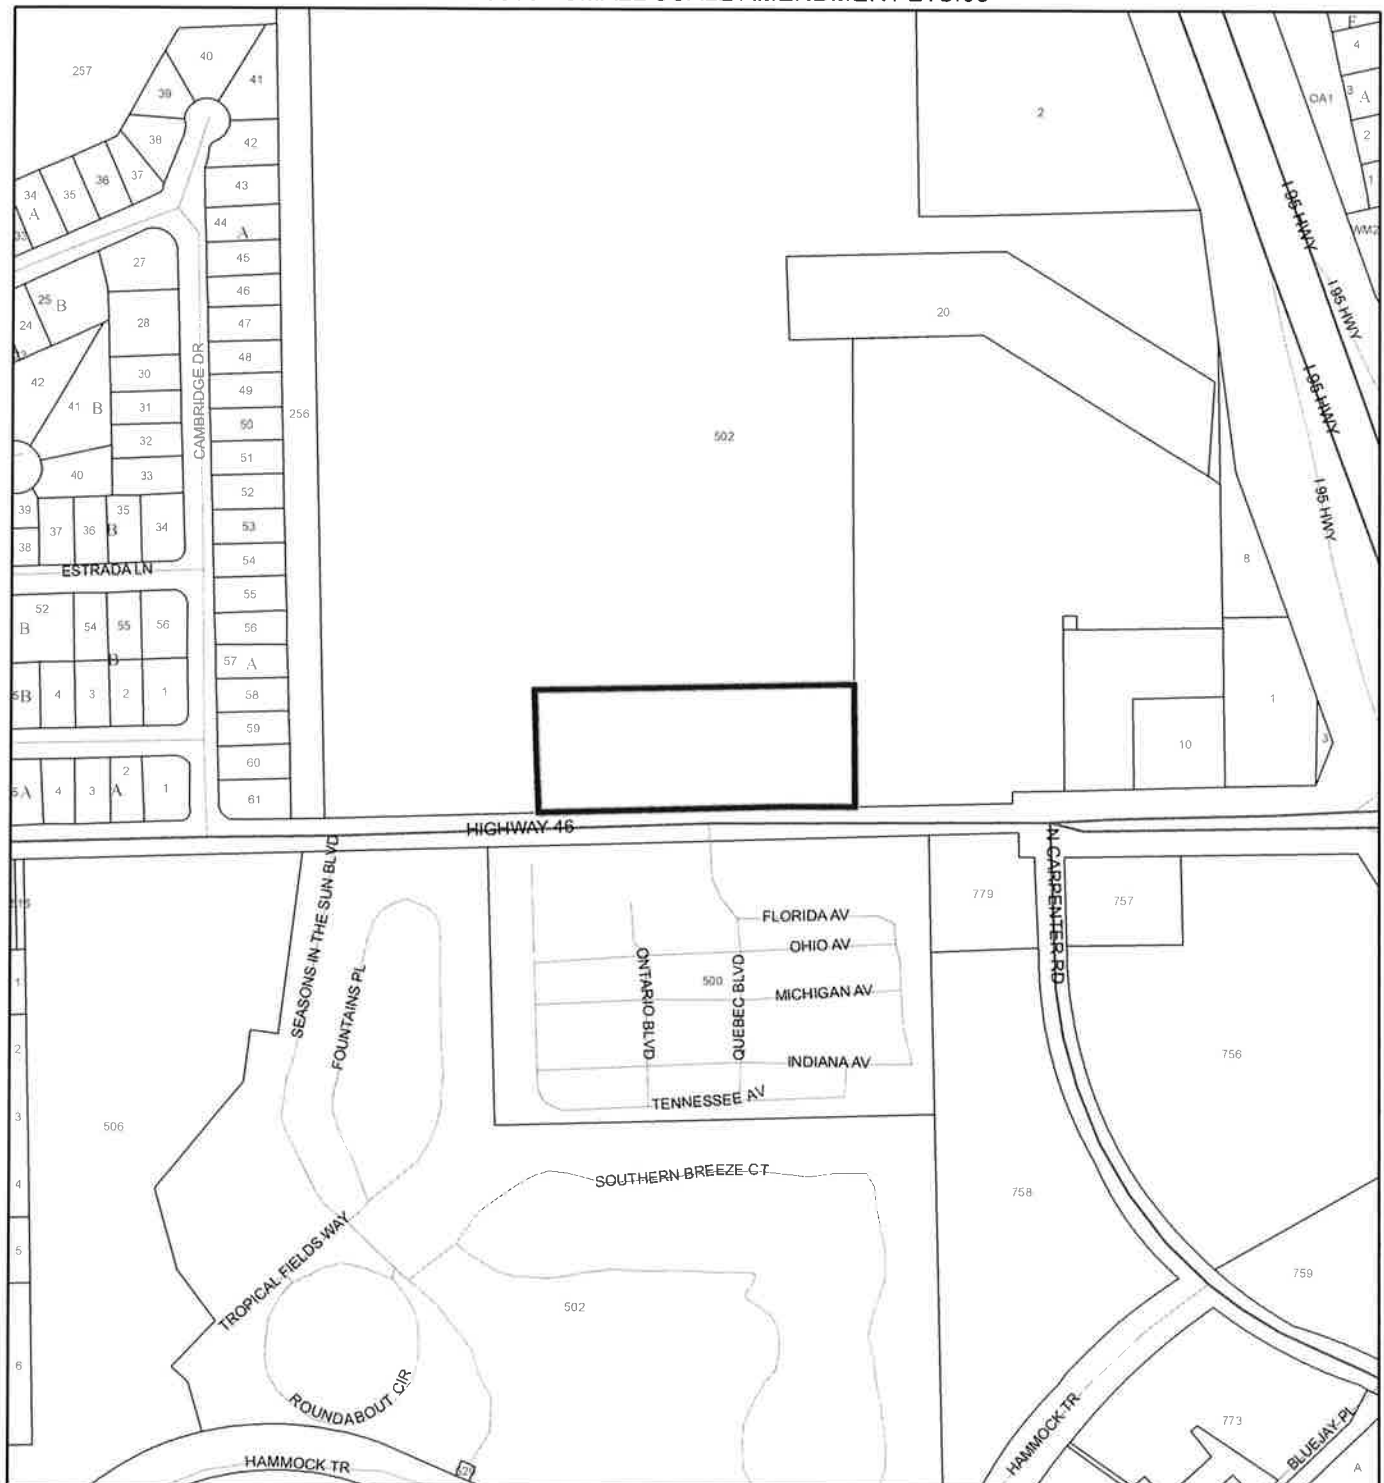 257
40
41
39
38
42
37
36
35
34
A
33
43
44
A
45
46
47
48
49
50
51
52
53
54
55
56
57 A
58
59
60
61
256
27
28
30
31
32
33
25 B
24
42
41 B
40
39
38
37
36
B
35
34
CAMBRIDGE DR
ESTRADA LN
52
B
54
55
56
B
5B
4
3
2
1
5A
4
3
A
2
1
502
2
20
8
1
10
3
OA1
F
4
3
A
2
1
WM2
I 95 HWY
I 95 HWY
I 95 HWY
I 95 HWY
HIGHWAY 46
SEASONS IN THE SUN BLVD
FOUNTAINS PL
FLORIDA AV
OHIO AV
500
MICHIGAN AV
INDIANA AV
TENNESSEE AV
ONTARIO BLVD
QUEBEC BLVD
779
757
N CARPENTER RD
756
758
759
1
2
3
4
5
6
506
SOUTHERN BREEZE CT
TROPICAL FIELDS WAY
502
ROUNDABOUT CIR
HAMMOCK TR
HAMMOCK TR
773
BLUEJAY PL
A